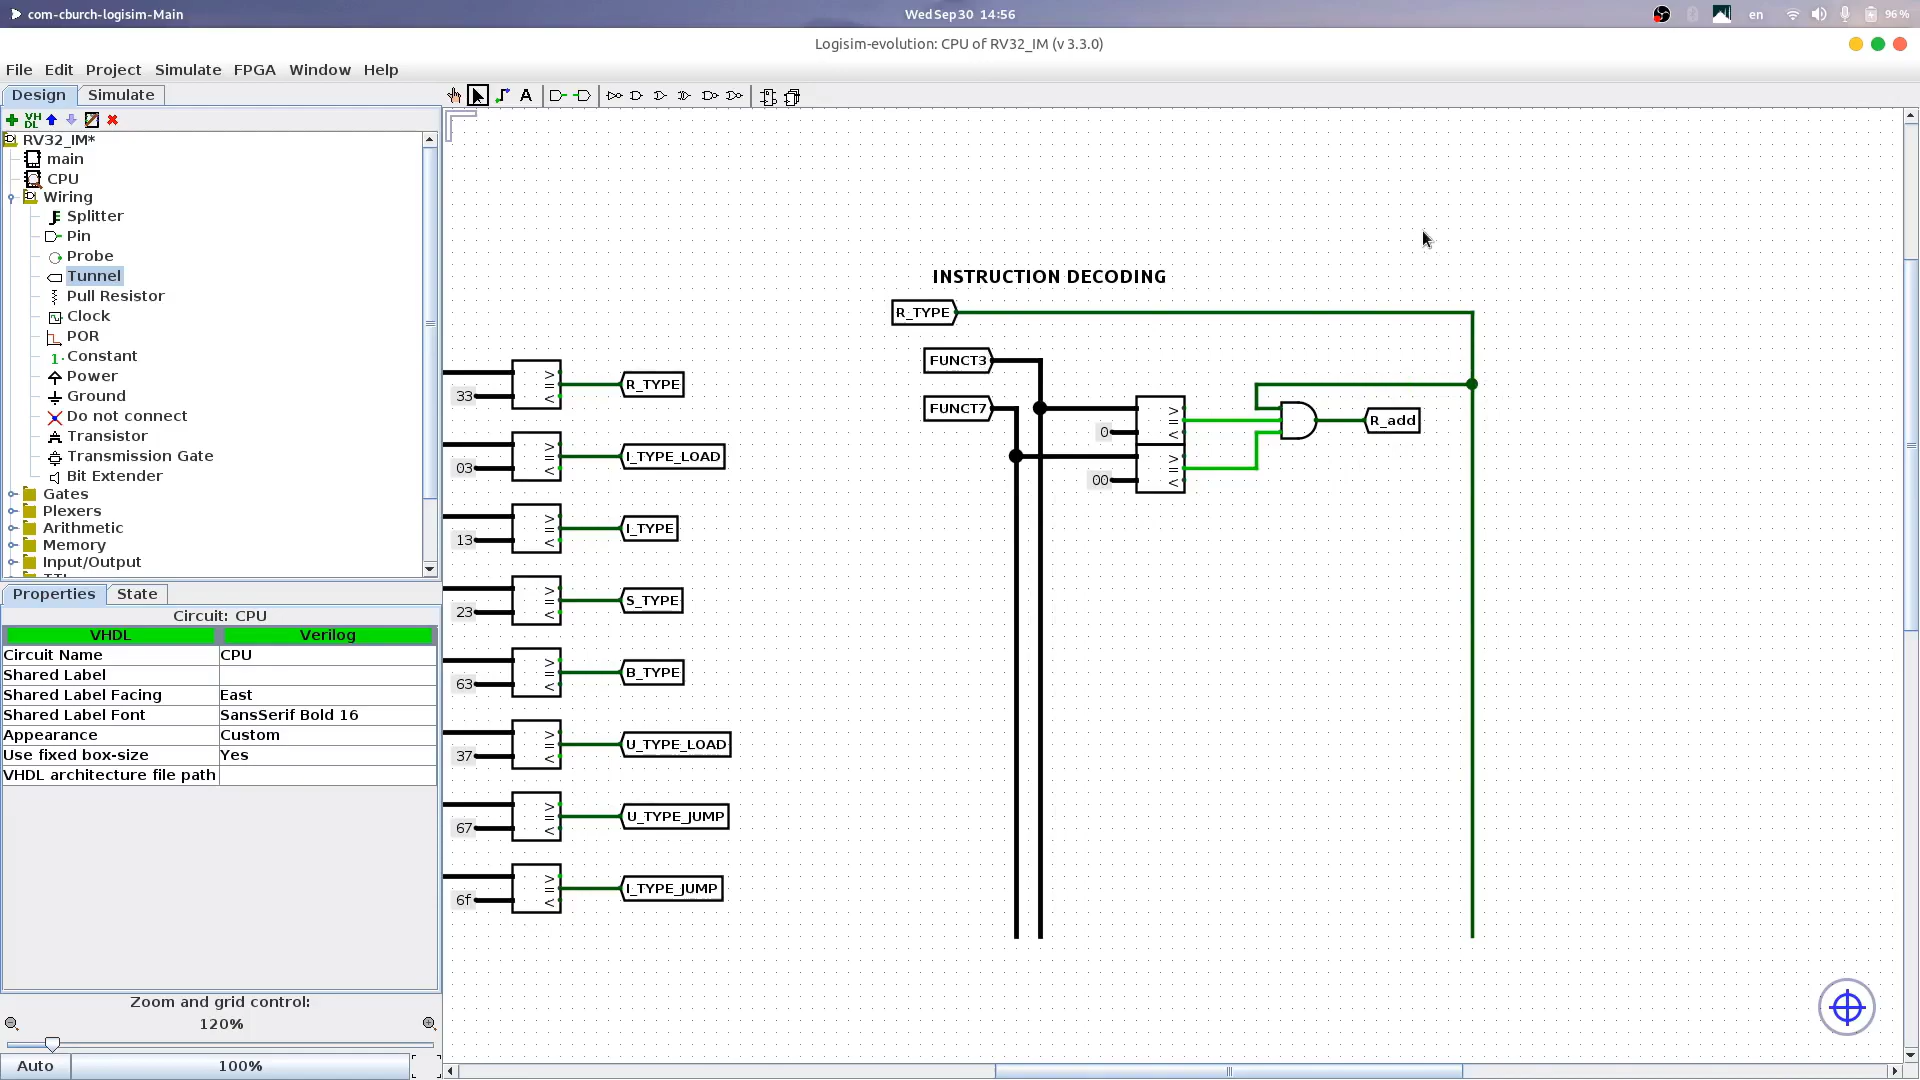 com-cburch-logisim-Main
Wed Sep 30 14:56
en
96 %
Logisim-evolution: CPU of RV32_IM (v 3.3.0)
File Edit Project Simulate FPGA Window Help
Design Simulate
A
VH
DL
RV32_IM*
main
CPU
Wiring
Splitter
Pin
Probe
Tunnel
Pull Resistor
Clock
POR
1 Constant
Power
Ground
Do not connect
Transistor
Transmission Gate
Bit Extender
Gates
Plexers
Arithmetic
Memory
Input/Output
Properties State
Circuit: CPU
VHDL Verilog
Circuit Name CPU
Shared Label
Shared Label Facing East
Shared Label Font SansSerif Bold 16
Appearance Custom
Use fixed box-size Yes
VHDL architecture file path
Zoom and grid control:
120%
Auto 100%
33 > = < R_TYPE
03 > = < I_TYPE_LOAD
13 > = < I_TYPE
23 > = < S_TYPE
63 > = < B_TYPE
37 > = < U_TYPE_LOAD
67 > = < U_TYPE_JUMP
6f > = < I_TYPE_JUMP
INSTRUCTION DECODING
R_TYPE
FUNCT3
FUNCT7
0 > = <
00 > = <
R_add